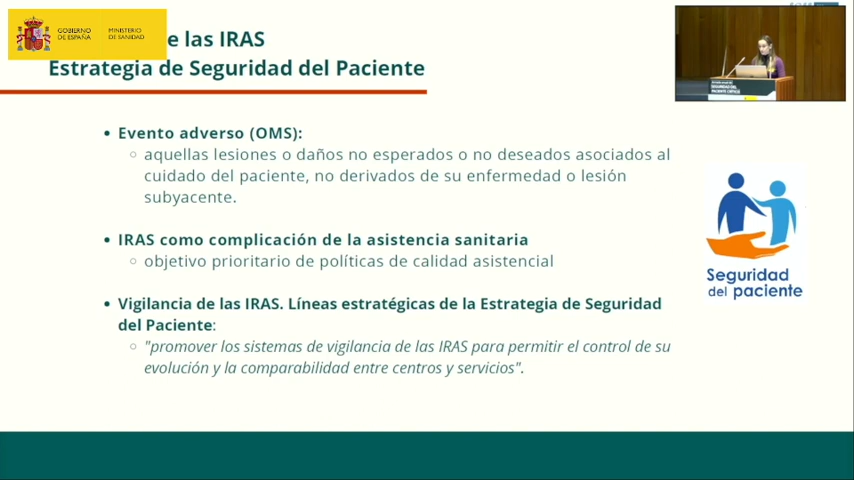 GOBIERNO
DE ESPAÑA
MINISTERIO
DE SANIDAD
e las IRAS
Estrategia de Seguridad del Paciente
• Evento adverso (OMS):
○ aquellas lesiones o daños no esperados o no deseados asociados al
cuidado del paciente, no derivados de su enfermedad o lesión
subyacente.
• IRAS como complicación de la asistencia sanitaria
○ objetivo prioritario de políticas de calidad asistencial
• Vigilancia de las IRAS. Líneas estratégicas de la Estrategia de Seguridad
del Paciente:
○ "promover los sistemas de vigilancia de las IRAS para permitir el control de su
evolución y la comparabilidad entre centros y servicios".
Seguridad
del paciente
SEGURIDAD DEL
PACIENTE CRÍTICO